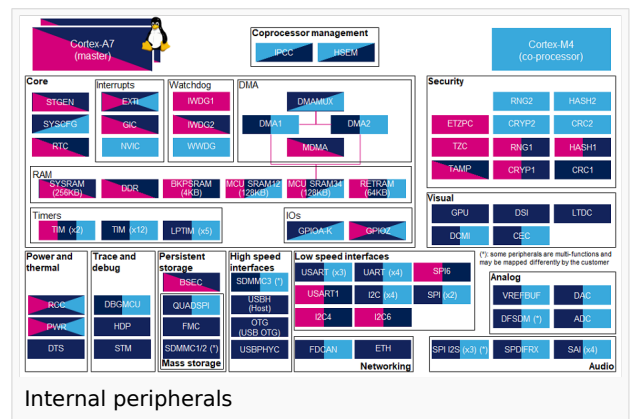 Cortex-A7
(master)
Coprocessor management
IPCC
HSEM
Cortex-M4
(co-processor)
Core
STGEN
SYSCFG
RTC
Interrupts
EXTI
GIC
NVIC
Watchdog
IWDG1
IWDG2
WWDG
DMA
DMAMUX
DMA1
DMA2
MDMA
Security
RNG2
HASH2
ETZPC
CRYP2
CRC2
TZC
RNG1
HASH1
TAMP
CRYP1
CRC1
RAM
SYSRAM
(256KB)
DDR
BKPSRAM
(4KB)
MCU SRAM12
(128KB)
MCU SRAM34
(128KB)
RETRAM
(64KB)
Timers
TIM (x2)
TIM (x12)
LPTIM (x5)
IOs
GPIOA-K
GPIOZ
Visual
GPU
DSI
LTDC
DCMI
CEC
(*): some peripherals are multi-functions and
may be mapped differently by the customer
Power and
thermal
RCC
PWR
DTS
Trace and
debug
DBGMCU
HDP
STM
Persistent
storage
BSEC
QUADSPI
FMC
SDMMC1/2 (*)
Mass storage
High speed
interfaces
SDMMC3 (*)
USBH
(Host)
OTG
(USB OTG)
USBPHYC
Low speed interfaces
USART (x3)
UART (x4)
SPI6
USART1
I2C (x4)
SPI (x2)
I2C4
I2C6
FDCAN
ETH
Networking
Analog
VREFBUF
DAC
DFSDM (*)
ADC
SPI I2S (x3) (*)
SPDIFRX
SAI (x4)
Audio
Internal peripherals